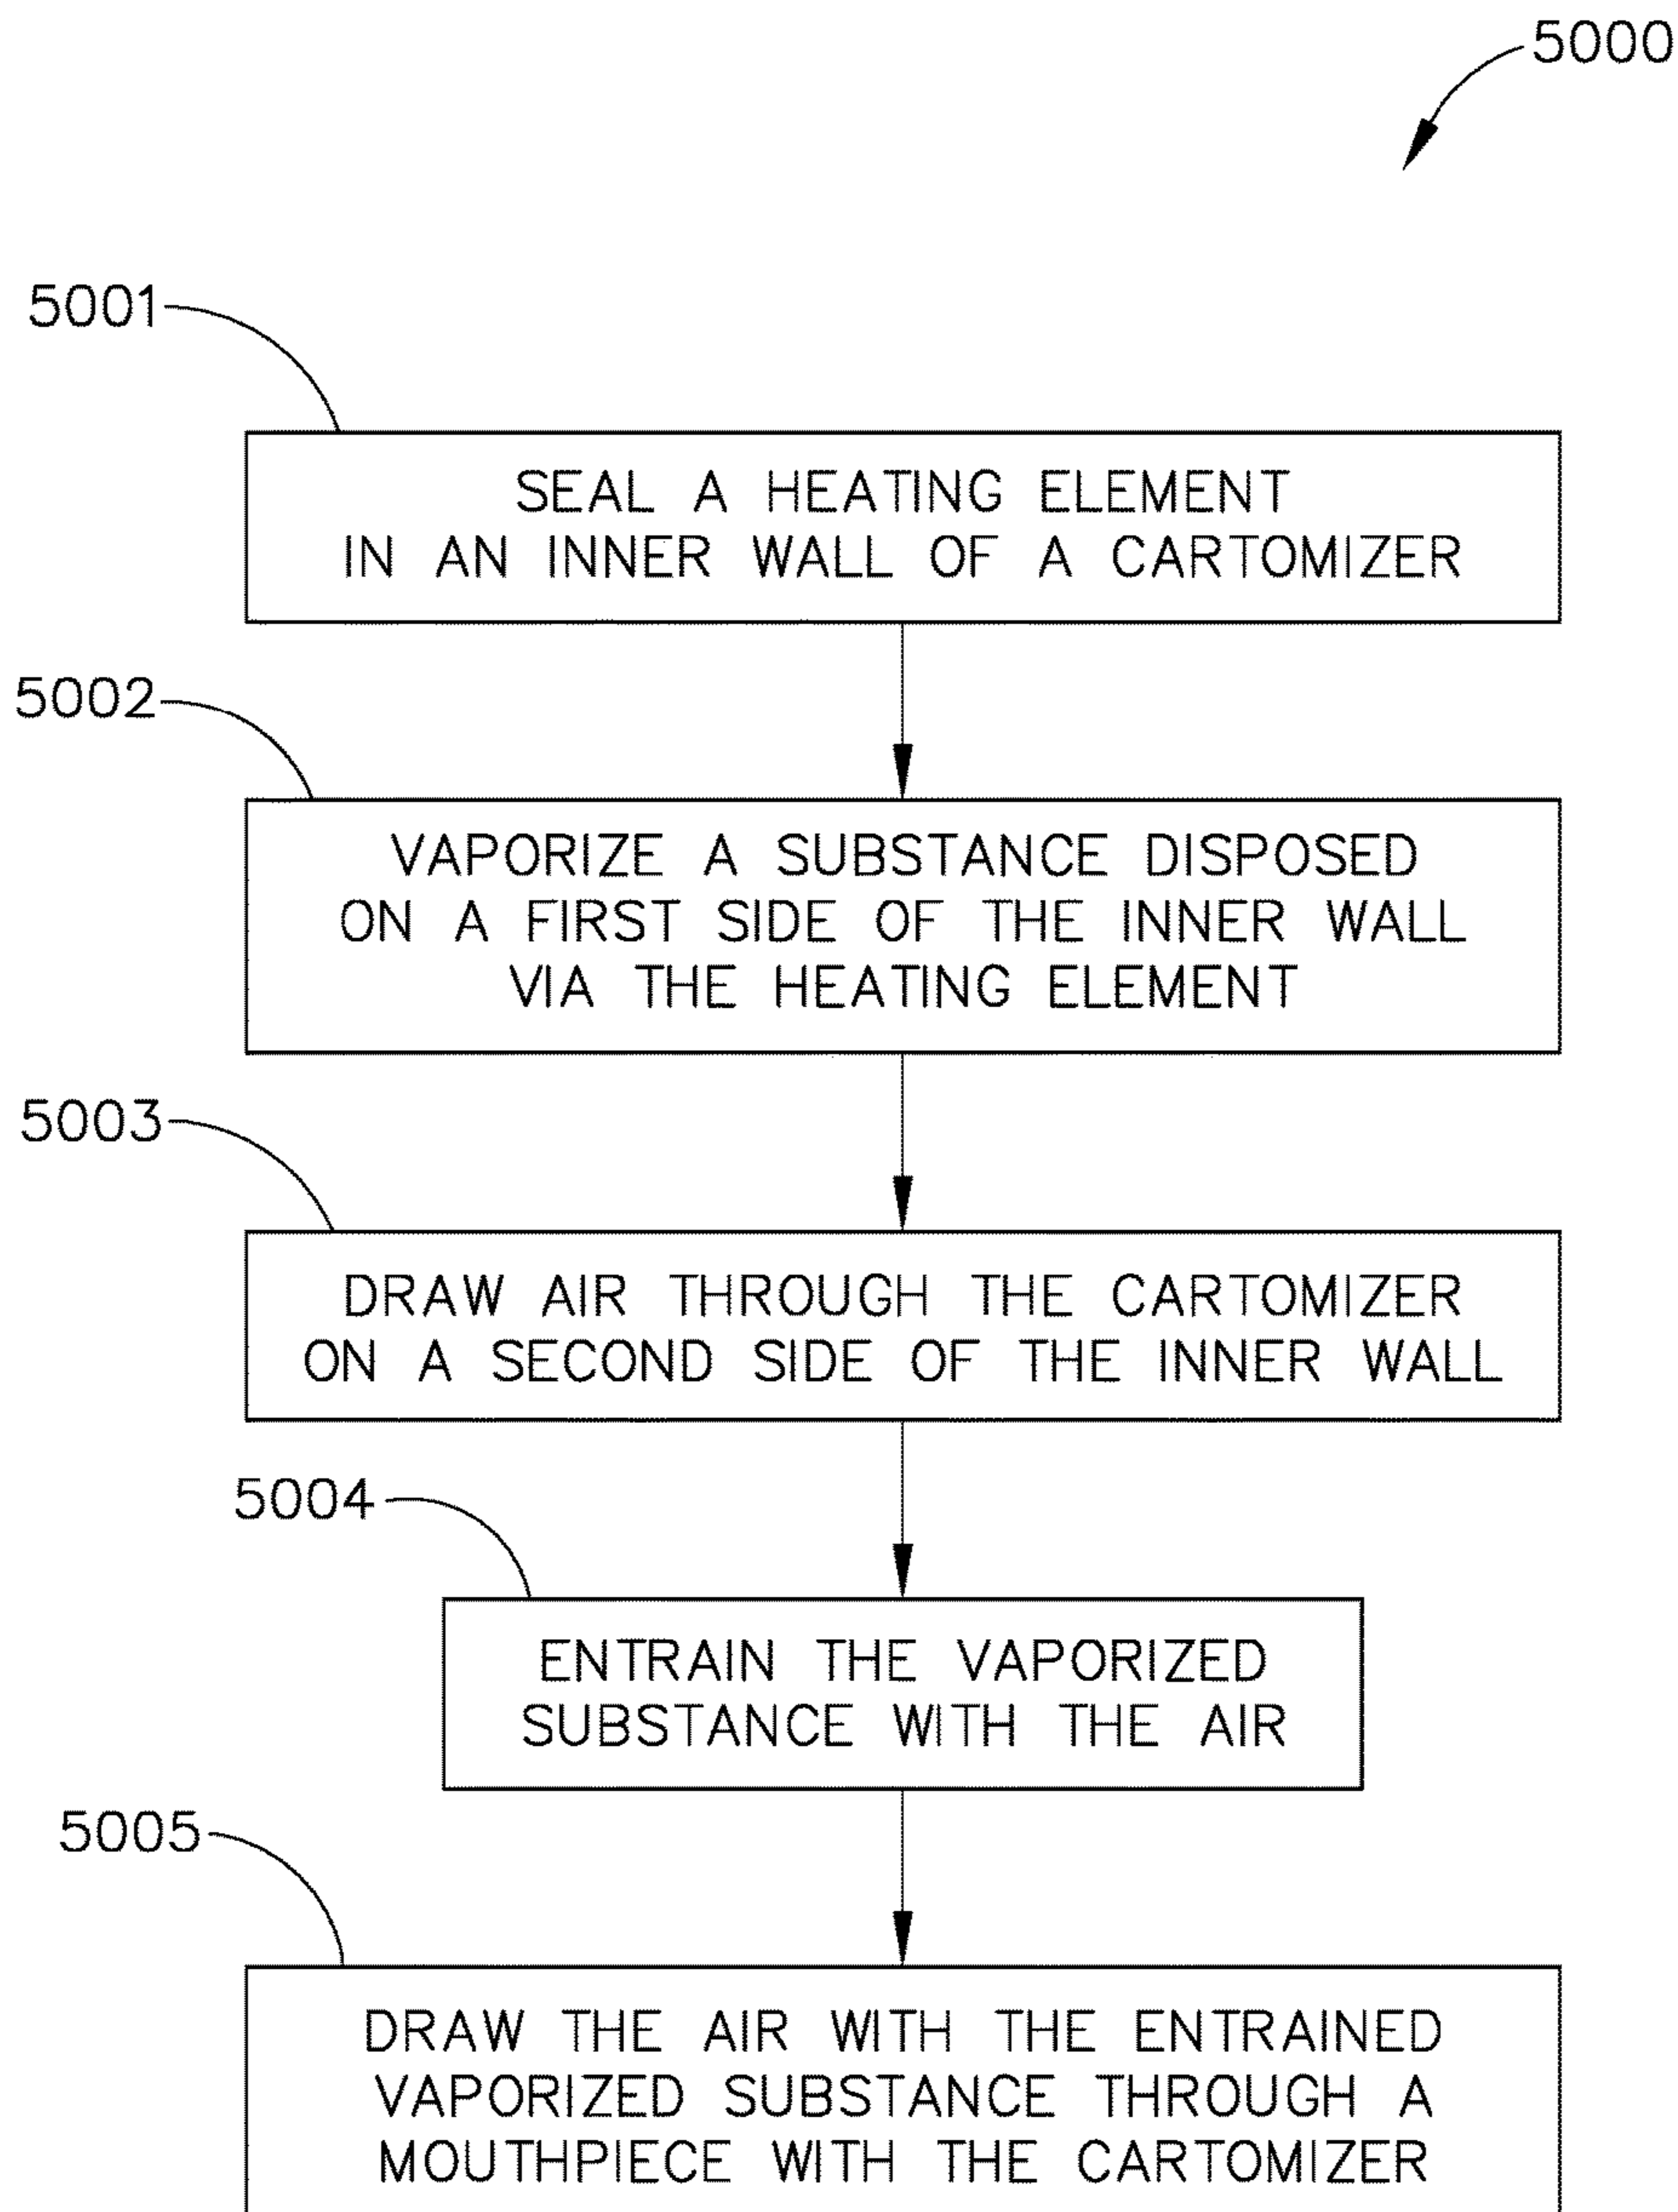 5000
5001
SEAL A HEATING ELEMENT
IN AN INNER WALL OF A CARTOMIZER
5002
VAPORIZE A SUBSTANCE DISPOSED
ON A FIRST SIDE OF THE INNER WALL
VIA THE HEATING ELEMENT
5003
DRAW AIR THROUGH THE CARTOMIZER
ON A SECOND SIDE OF THE INNER WALL
5004
ENTRAIN THE VAPORIZED
SUBSTANCE WITH THE AIR
5005
DRAW THE AIR WITH THE ENTRAINED
VAPORIZED SUBSTANCE THROUGH A
MOUTHPIECE WITH THE CARTOMIZER